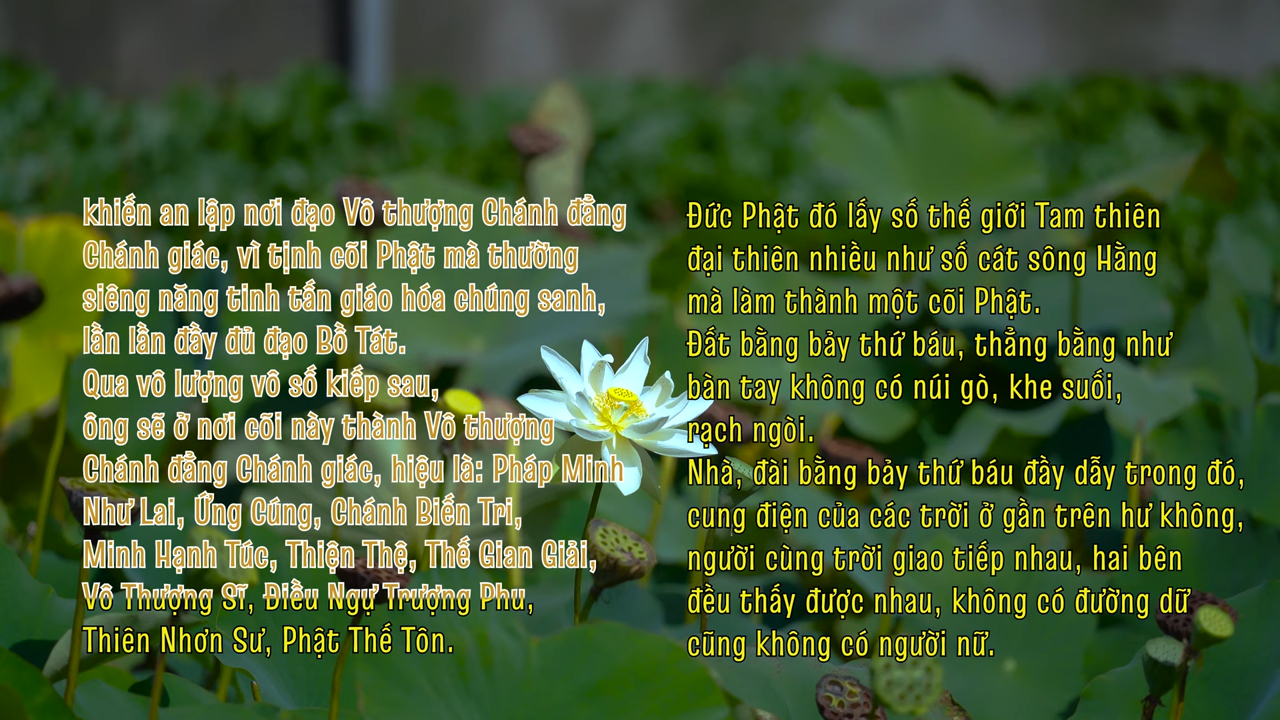 khiến an lập nơi đạo Vô thượng Chánh đẳng
Chánh giác, vì tịnh cõi Phật mà thường
siêng năng tinh tấn giáo hóa chúng sanh,
lần lần đầy đủ đạo Bồ Tát.
Qua vô lượng vô số kiếp sau,
ông sẽ ở nơi cõi này thành Vô thượng
Chánh đẳng Chánh giác, hiệu là: Pháp Minh
Như Lai, Ứng Cúng, Chánh Biến Tri,
Minh Hạnh Túc, Thiện Thệ, Thế Gian Giải,
Vô Thượng Sĩ, Điều Ngự Trượng Phu,
Thiên Nhơn Sư, Phật Thế Tôn.
Đức Phật đó lấy số thế giới Tam thiên
đại thiên nhiều như số cát sông Hằng
mà làm thành một cõi Phật.
Đất bằng bảy thứ báu, thẳng bằng như
bàn tay không có núi gò, khe suối,
rạch ngòi.
Nhà, đài bằng bảy thứ báu đầy dẫy trong đó,
cung điện của các trời ở gần trên hư không,
người cùng trời giao tiếp nhau, hai bên
đều thấy được nhau, không có đường dữ
cũng không có người nữ.